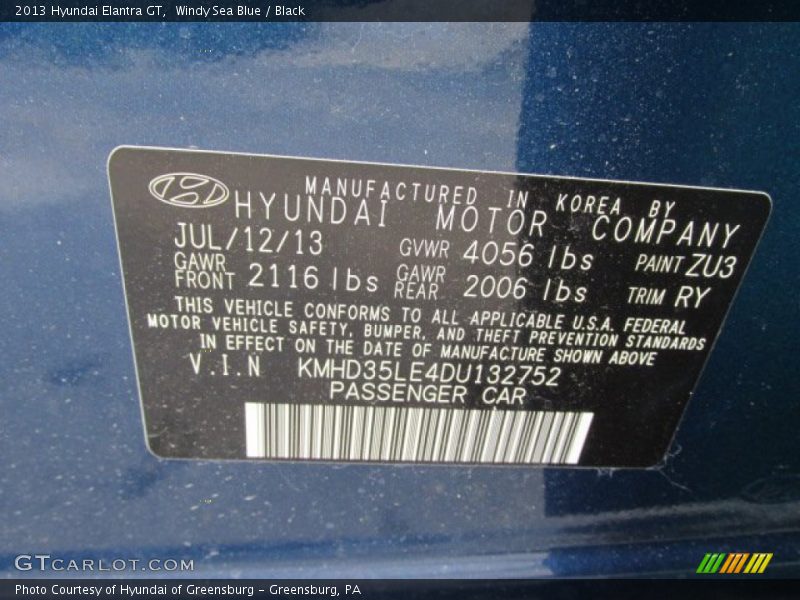 2013 Hyundai Elantra GT, Windy Sea Blue / Black
MANUFACTURED IN KOREA BY
HYUNDAI MOTOR COMPANY
JUL/12/13 GVWR 4056 lbs PAINT ZU3
GAWR FRONT 2116 lbs GAWR REAR 2006 lbs TRIM RY
THIS VEHICLE CONFORMS TO ALL APPLICABLE U.S.A. FEDERAL
MOTOR VEHICLE SAFETY, BUMPER, AND THEFT PREVENTION STANDARDS
IN EFFECT ON THE DATE OF MANUFACTURE SHOWN ABOVE
V.I.N KMHD35LE4DU132752
PASSENGER CAR
GTCARLOT.COM
Photo Courtesy of Hyundai of Greensburg - Greensburg, PA